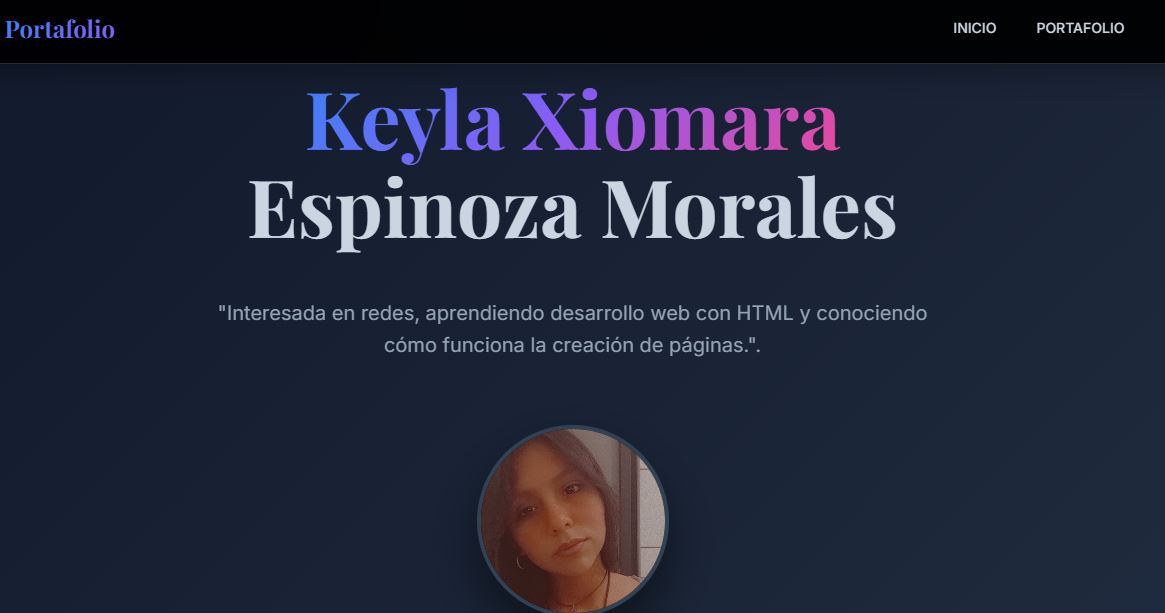 Portafolio
INICIO
PORTAFOLIO
Keyla Xiomara
Espinoza Morales
"Interesada en redes, aprendiendo desarrollo web con HTML y conociendo
cómo funciona la creación de páginas.".